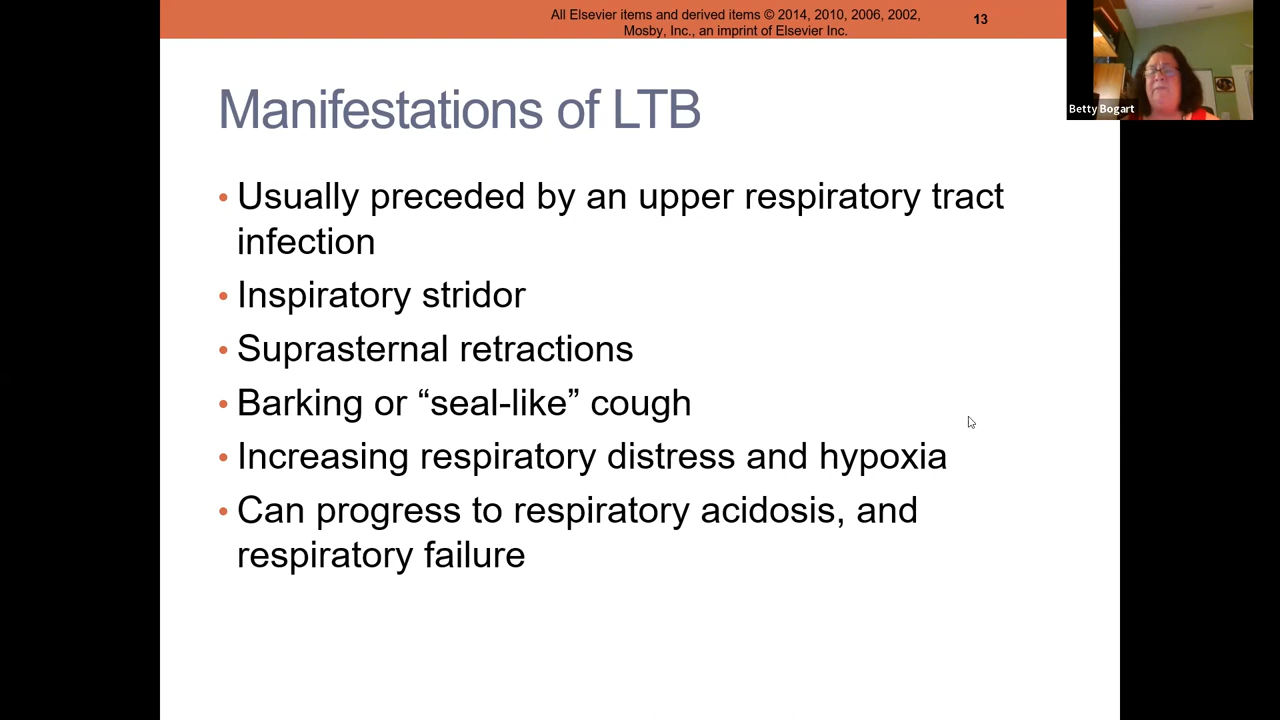 All Elsevier items and derived items © 2014, 2010, 2006, 2002,
Mosby, Inc., an imprint of Elsevier Inc.
13
Betty Bogart
Manifestations of LTB
• Usually preceded by an upper respiratory tract
infection
• Inspiratory stridor
• Suprasternal retractions
• Barking or “seal-like” cough
• Increasing respiratory distress and hypoxia
• Can progress to respiratory acidosis, and
respiratory failure